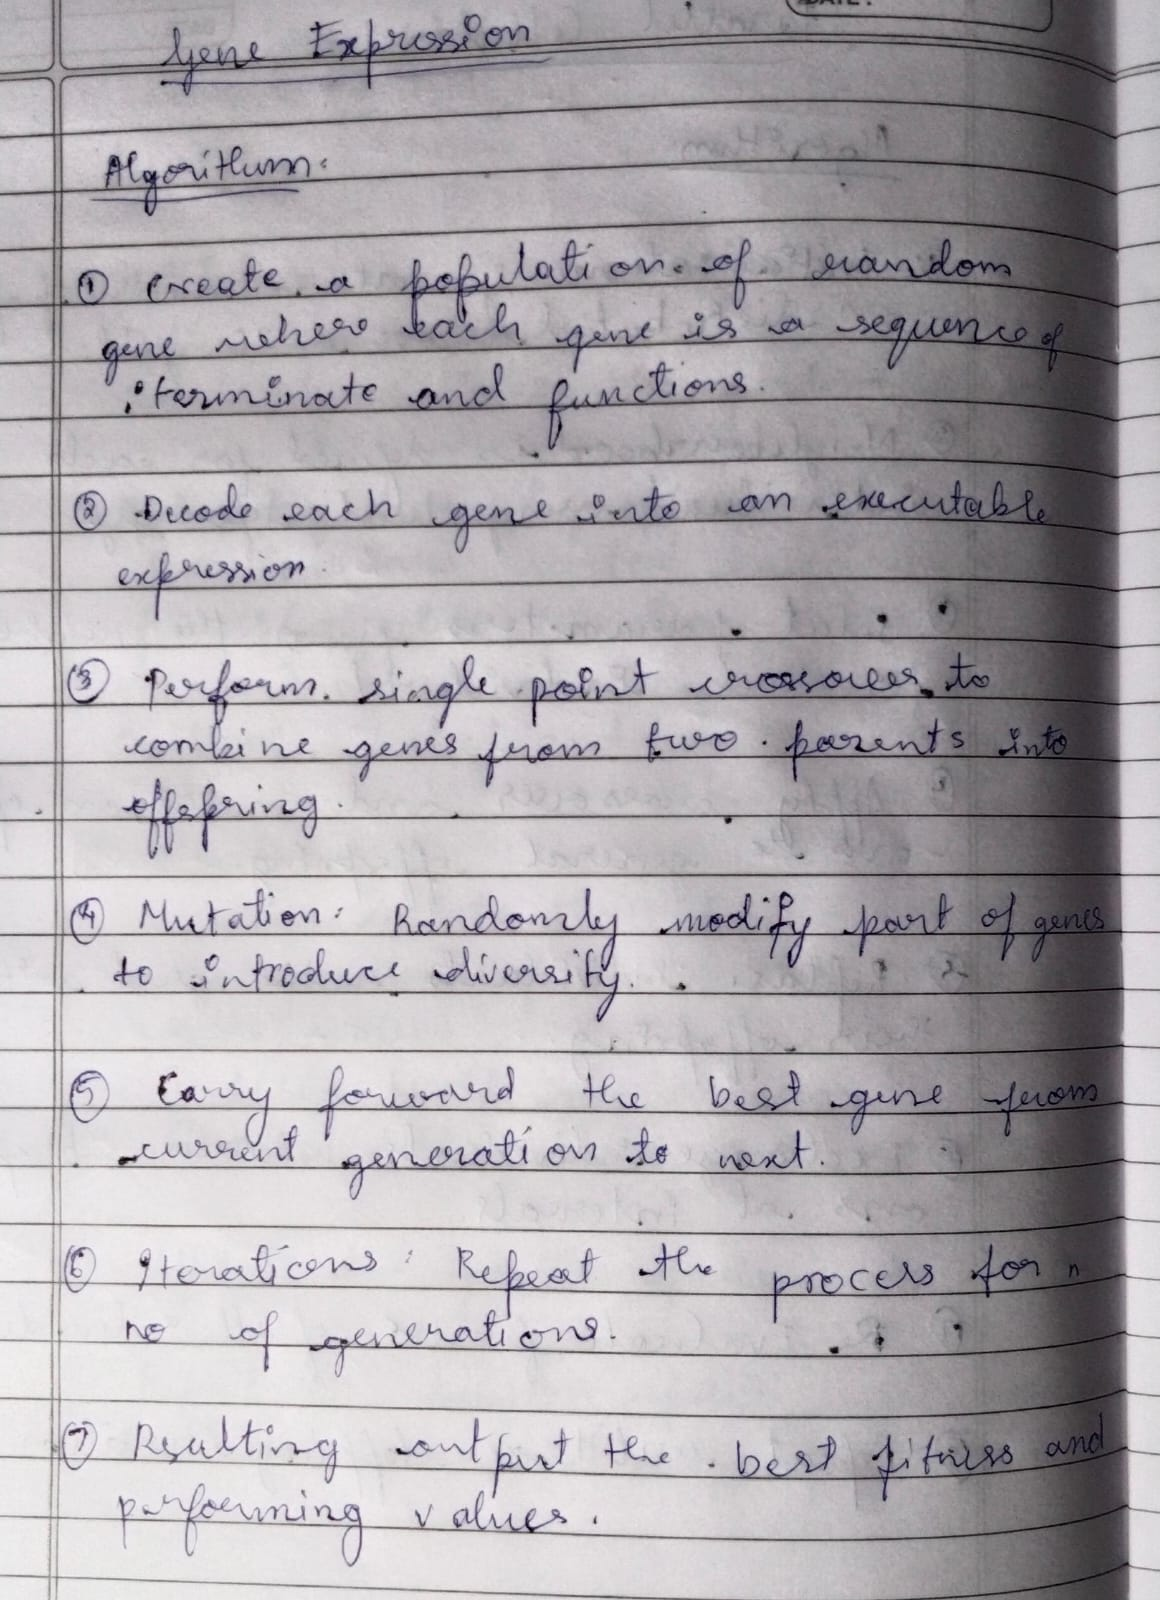 DATE:
Gene Expression
Algorithum:
① Create a population of random
gene where each gene is a sequence of
terminate and functions.
② Decode each gene into an executable
expression.
③ Perform single point crossover to
combine genes from two parents into
offspring.
④ Mutation: Randomly modify part of genes
to introduce diversity.
⑤ Carry forward the best gene from
current generation to next.
⑥ Iterations: Repeat the process for n
no of generations.
⑦ Resulting output the best fitness and
performing values.